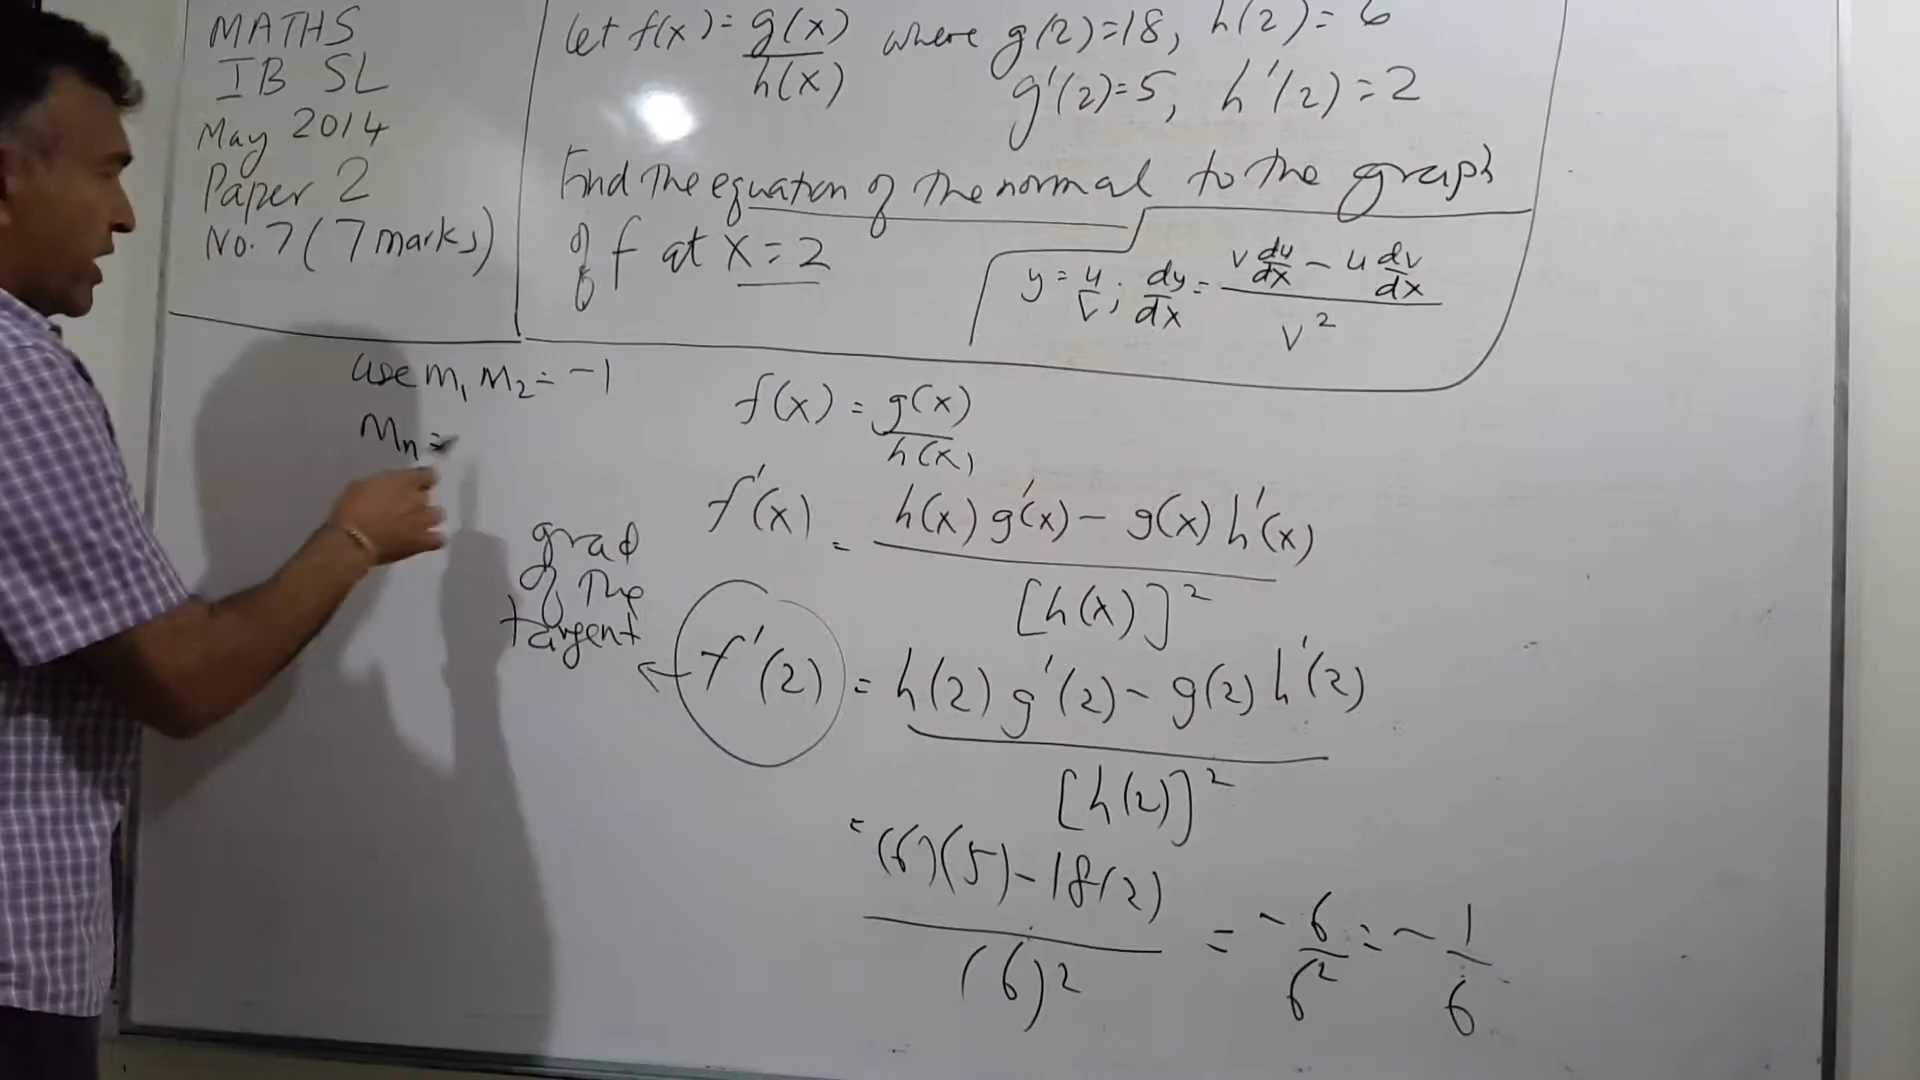 MATHS
IB SL
May 2014
Paper 2
No. 7 (7 marks)
Let f(x) = g(x)/h(x) where g(2)=18, h(2)=6
g'(2)=5, h'(2)=2
Find the equation of the normal to the graph
of f at x=2
y = u/v ; dy/dx = (v du/dx - u dv/dx)/v²
use m₁ m₂ = -1
Mₙ =
f(x) = g(x)/h(x)
f'(x) = (h(x) g'(x) - g(x) h'(x))/[h(x)]²
grad
of the
tangent
f'(2) = (h(2) g'(2) - g(2) h'(2))/[h(2)]²
= ((6)(5) - 18(2))/(6)² = -6/6² = -1/6